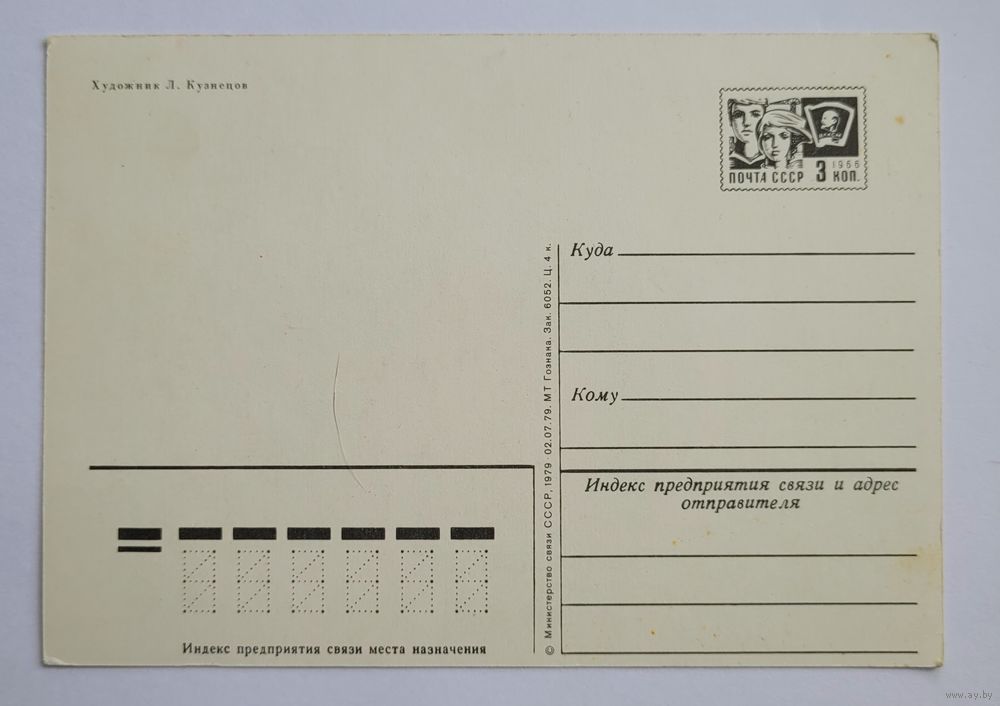 Художник Л. Кузнецов
ВЛКСМ
1966
ПОЧТА СССР 3 КОП.
Куда
Кому
Индекс предприятия связи и адрес
отправителя
© Министерство связи СССР, 1979 · 02.07.79. МТ Гознака. Зак. 6052. Ц. 4 к.
Индекс предприятия связи места назначения
www.ay.by